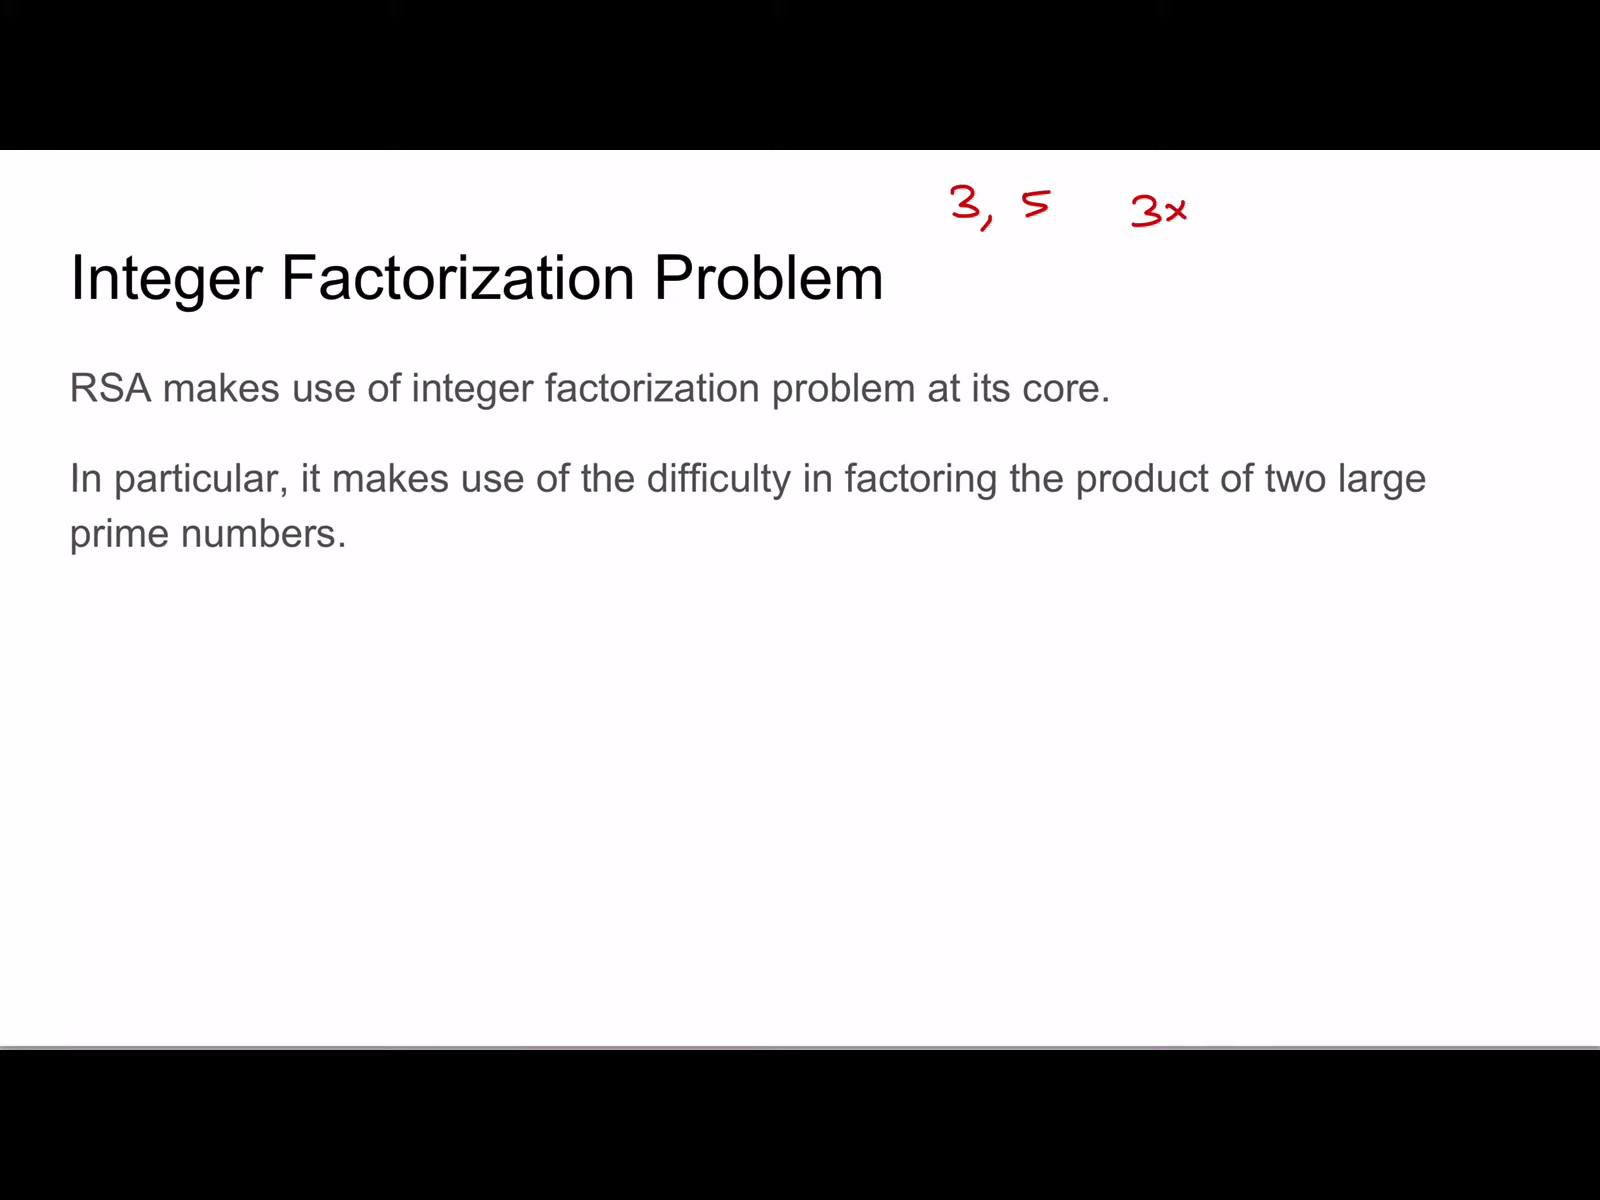 3, 5 3x
Integer Factorization Problem
RSA makes use of integer factorization problem at its core.
In particular, it makes use of the difficulty in factoring the product of two large
prime numbers.